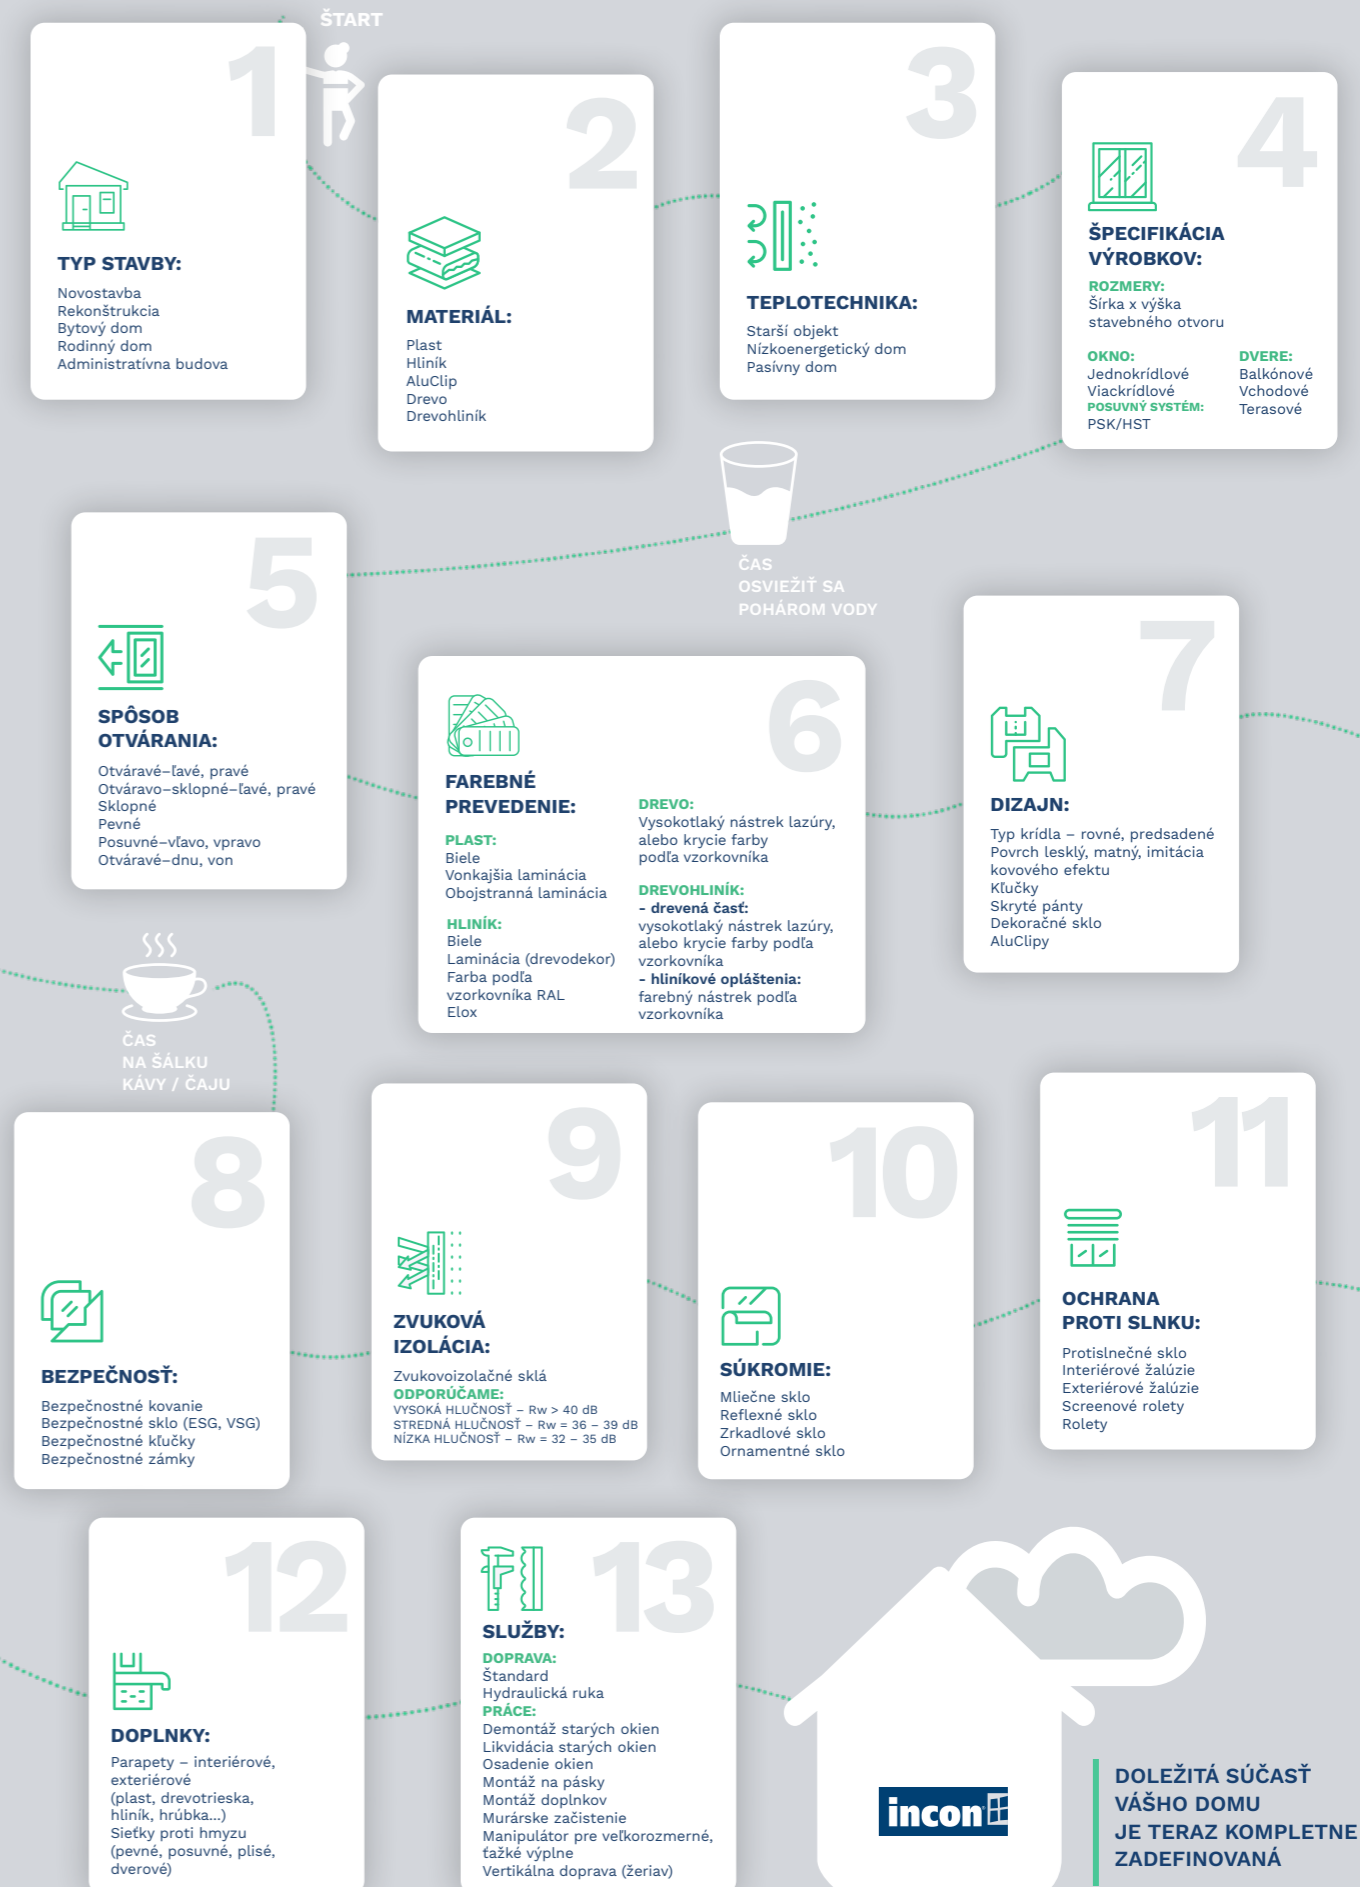 ŠTART
1
TYP STAVBY:
Novostavba
Rekonštrukcia
Bytový dom
Rodinný dom
Administratívna budova
2
MATERIÁL:
Plast
Hliník
AluClip
Drevo
Drevohliník
3
TEPLOTECHNIKA:
Starší objekt
Nízkoenergetický dom
Pasívny dom
4
ŠPECIFIKÁCIA
VÝROBKOV:
ROZMERY:
Šírka x výška
stavebného otvoru
OKNO:
Jednokrídlové
Viackrídlové
POSUVNÝ SYSTÉM:
PSK/HST
DVERE:
Balkónové
Vchodové
Terasové
ČAS
OSVIEŽIŤ SA
POHÁROM VODY
5
SPÔSOB
OTVÁRANIA:
Otváravé–ľavé, pravé
Otváravo–sklopné–ľavé, pravé
Sklopné
Pevné
Posuvné–vľavo, vpravo
Otváravé–dnu, von
6
FAREBNÉ
PREVEDENIE:
PLAST:
Biele
Vonkajšia laminácia
Obojstranná laminácia
HLINÍK:
Biele
Laminácia (drevodekor)
Farba podľa
vzorkovníka RAL
Elox
DREVO:
Vysokotlaký nástrek lazúry,
alebo krycie farby
podľa vzorkovníka
DREVOHLINÍK:
- drevená časť:
vysokotlaký nástrek lazúry,
alebo krycie farby podľa
vzorkovníka
- hliníkové opláštenia:
farebný nástrek podľa
vzorkovníka
7
DIZAJN:
Typ krídla – rovné, predsadené
Povrch lesklý, matný, imitácia
kovového efektu
Kľučky
Skryté pánty
Dekoračné sklo
AluClipy
ČAS
NA ŠÁLKU
KÁVY / ČAJU
8
BEZPEČNOSŤ:
Bezpečnostné kovanie
Bezpečnostné sklo (ESG, VSG)
Bezpečnostné kľučky
Bezpečnostné zámky
9
ZVUKOVÁ
IZOLÁCIA:
Zvukovoizolačné sklá
ODPORÚČAME:
VYSOKÁ HLUČNOSŤ – Rw > 40 dB
STREDNÁ HLUČNOSŤ – Rw = 36 – 39 dB
NÍZKA HLUČNOSŤ – Rw = 32 – 35 dB
10
SÚKROMIE:
Mliečne sklo
Reflexné sklo
Zrkadlové sklo
Ornamentné sklo
11
OCHRANA
PROTI SLNKU:
Protislnečné sklo
Interiérové žalúzie
Exteriérové žalúzie
Screenové rolety
Rolety
12
DOPLNKY:
Parapety – interiérové,
exteriérové
(plast, drevotrieska,
hliník, hrúbka...)
Sieťky proti hmyzu
(pevné, posuvné, plisé,
dverové)
13
SLUŽBY:
DOPRAVA:
Štandard
Hydraulická ruka
PRÁCE:
Demontáž starých okien
Likvidácia starých okien
Osadenie okien
Montáž na pásky
Montáž doplnkov
Murárske začistenie
Manipulátor pre veľkorozmerné,
ťažké výplne
Vertikálna doprava (žeriav)
incon
DOLEŽITÁ SÚČASŤ
VÁŠHO DOMU
JE TERAZ KOMPLETNE
ZADEFINOVANÁ